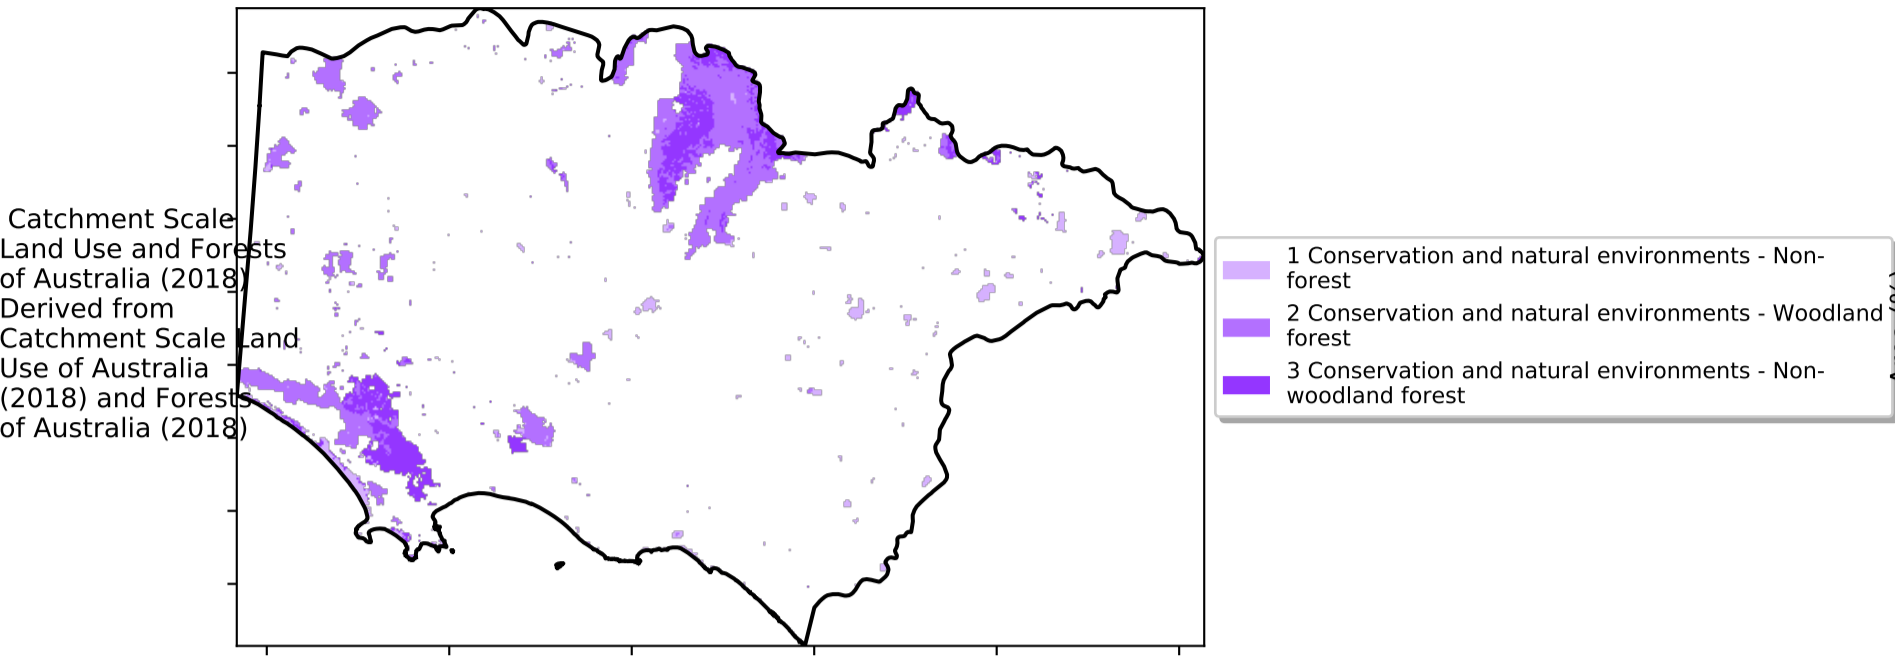 Catchment Scale
Land Use and Forests
of Australia (2018)
Derived from
Catchment Scale Land
Use of Australia
(2018) and Forests
of Australia (2018)
1 Conservation and natural environments - Non-
forest
2 Conservation and natural environments - Woodland
forest
3 Conservation and natural environments - Non-
woodland forest